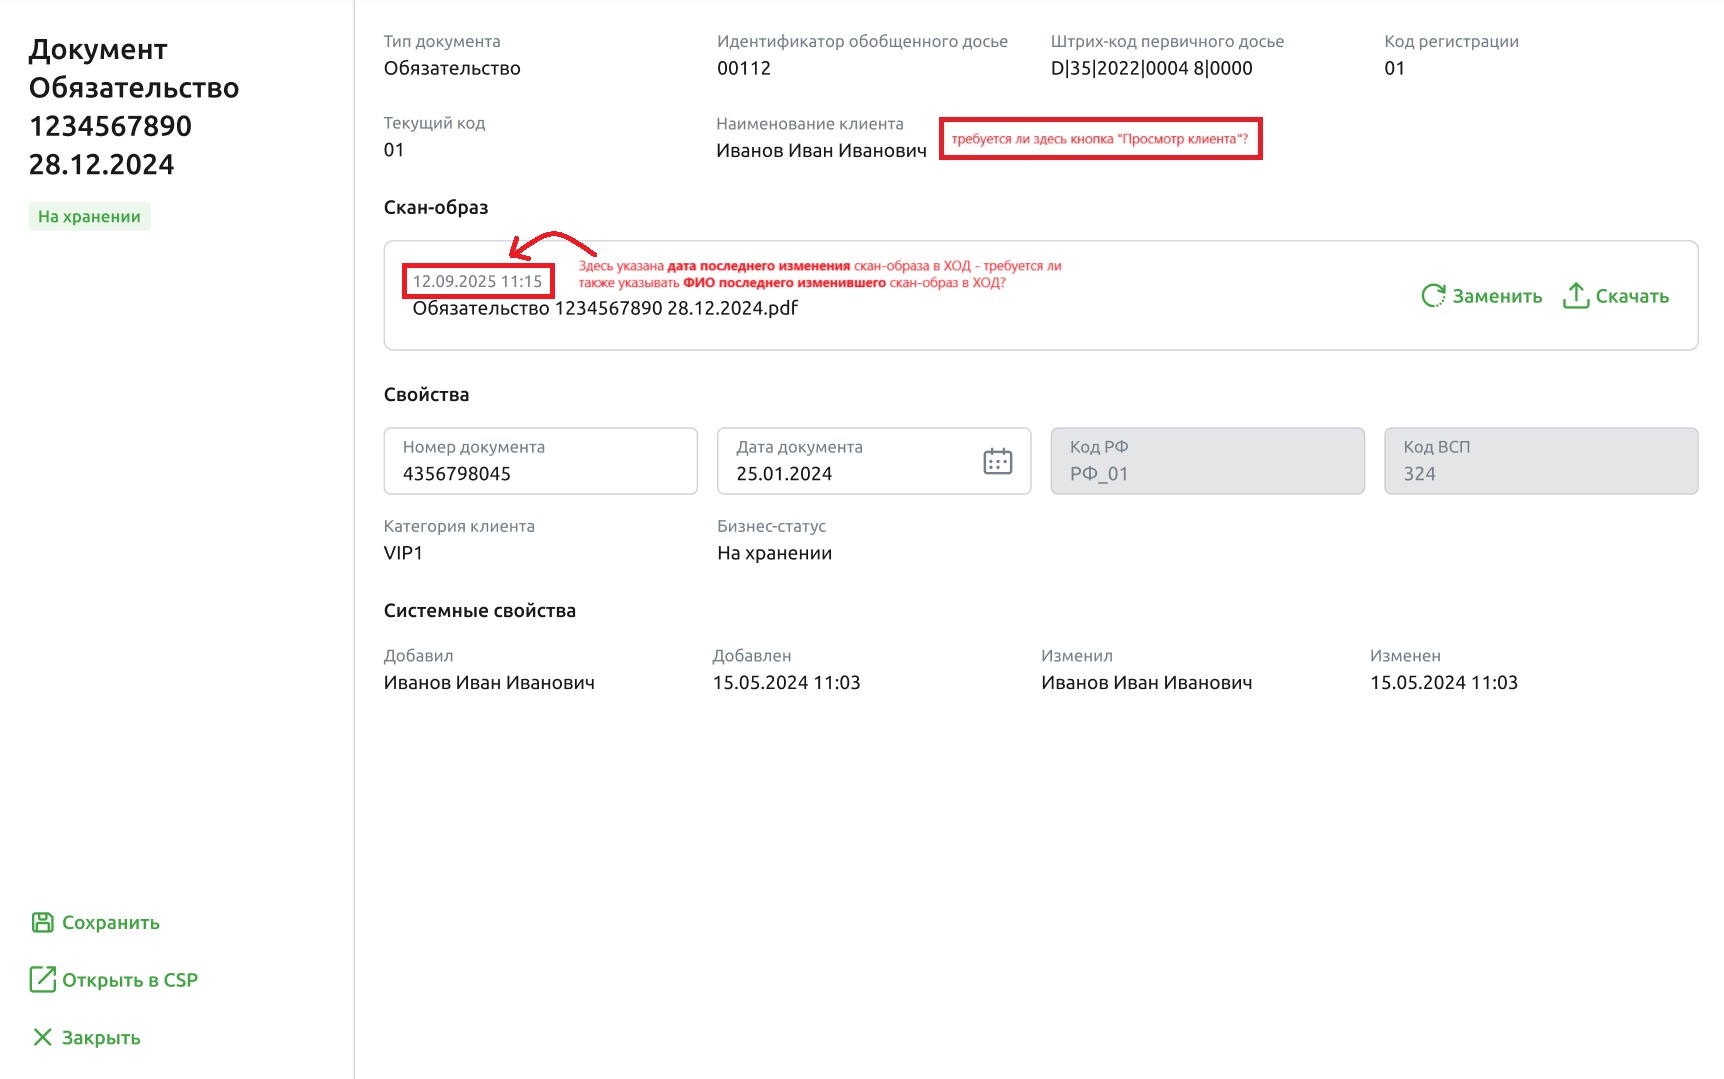 Документ
Обязательство
1234567890
28.12.2024
На хранении
Сохранить
Открыть в CSP
Закрыть
Тип документа
Обязательство
Идентификатор обобщенного досье
00112
Штрих-код первичного досье
D|35|2022|0004 8|0000
Код регистрации
01
Текущий код
01
Наименование клиента
Иванов Иван Иванович
требуется ли здесь кнопка "Просмотр клиента"?
Скан-образ
12.09.2025 11:15
Здесь указана дата последнего изменения скан-образа в ХОД - требуется ли
также указывать ФИО последнего изменившего скан-образ в ХОД?
Обязательство 1234567890 28.12.2024.pdf
Заменить
Скачать
Свойства
Номер документа
4356798045
Дата документа
25.01.2024
Код РФ
РФ_01
Код ВСП
324
Категория клиента
VIP1
Бизнес-статус
На хранении
Системные свойства
Добавил
Иванов Иван Иванович
Добавлен
15.05.2024 11:03
Изменил
Иванов Иван Иванович
Изменен
15.05.2024 11:03